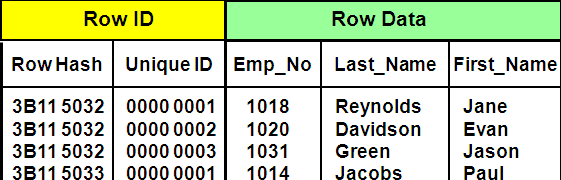 Row ID Row Data
Row Hash Unique ID Emp_No Last_Name First_Name
3B11 5032 0000 0001 1018 Reynolds Jane
3B11 5032 0000 0002 1020 Davidson Evan
3B11 5032 0000 0003 1031 Green Jason
3B11 5033 0000 0001 1014 Jacobs Paul